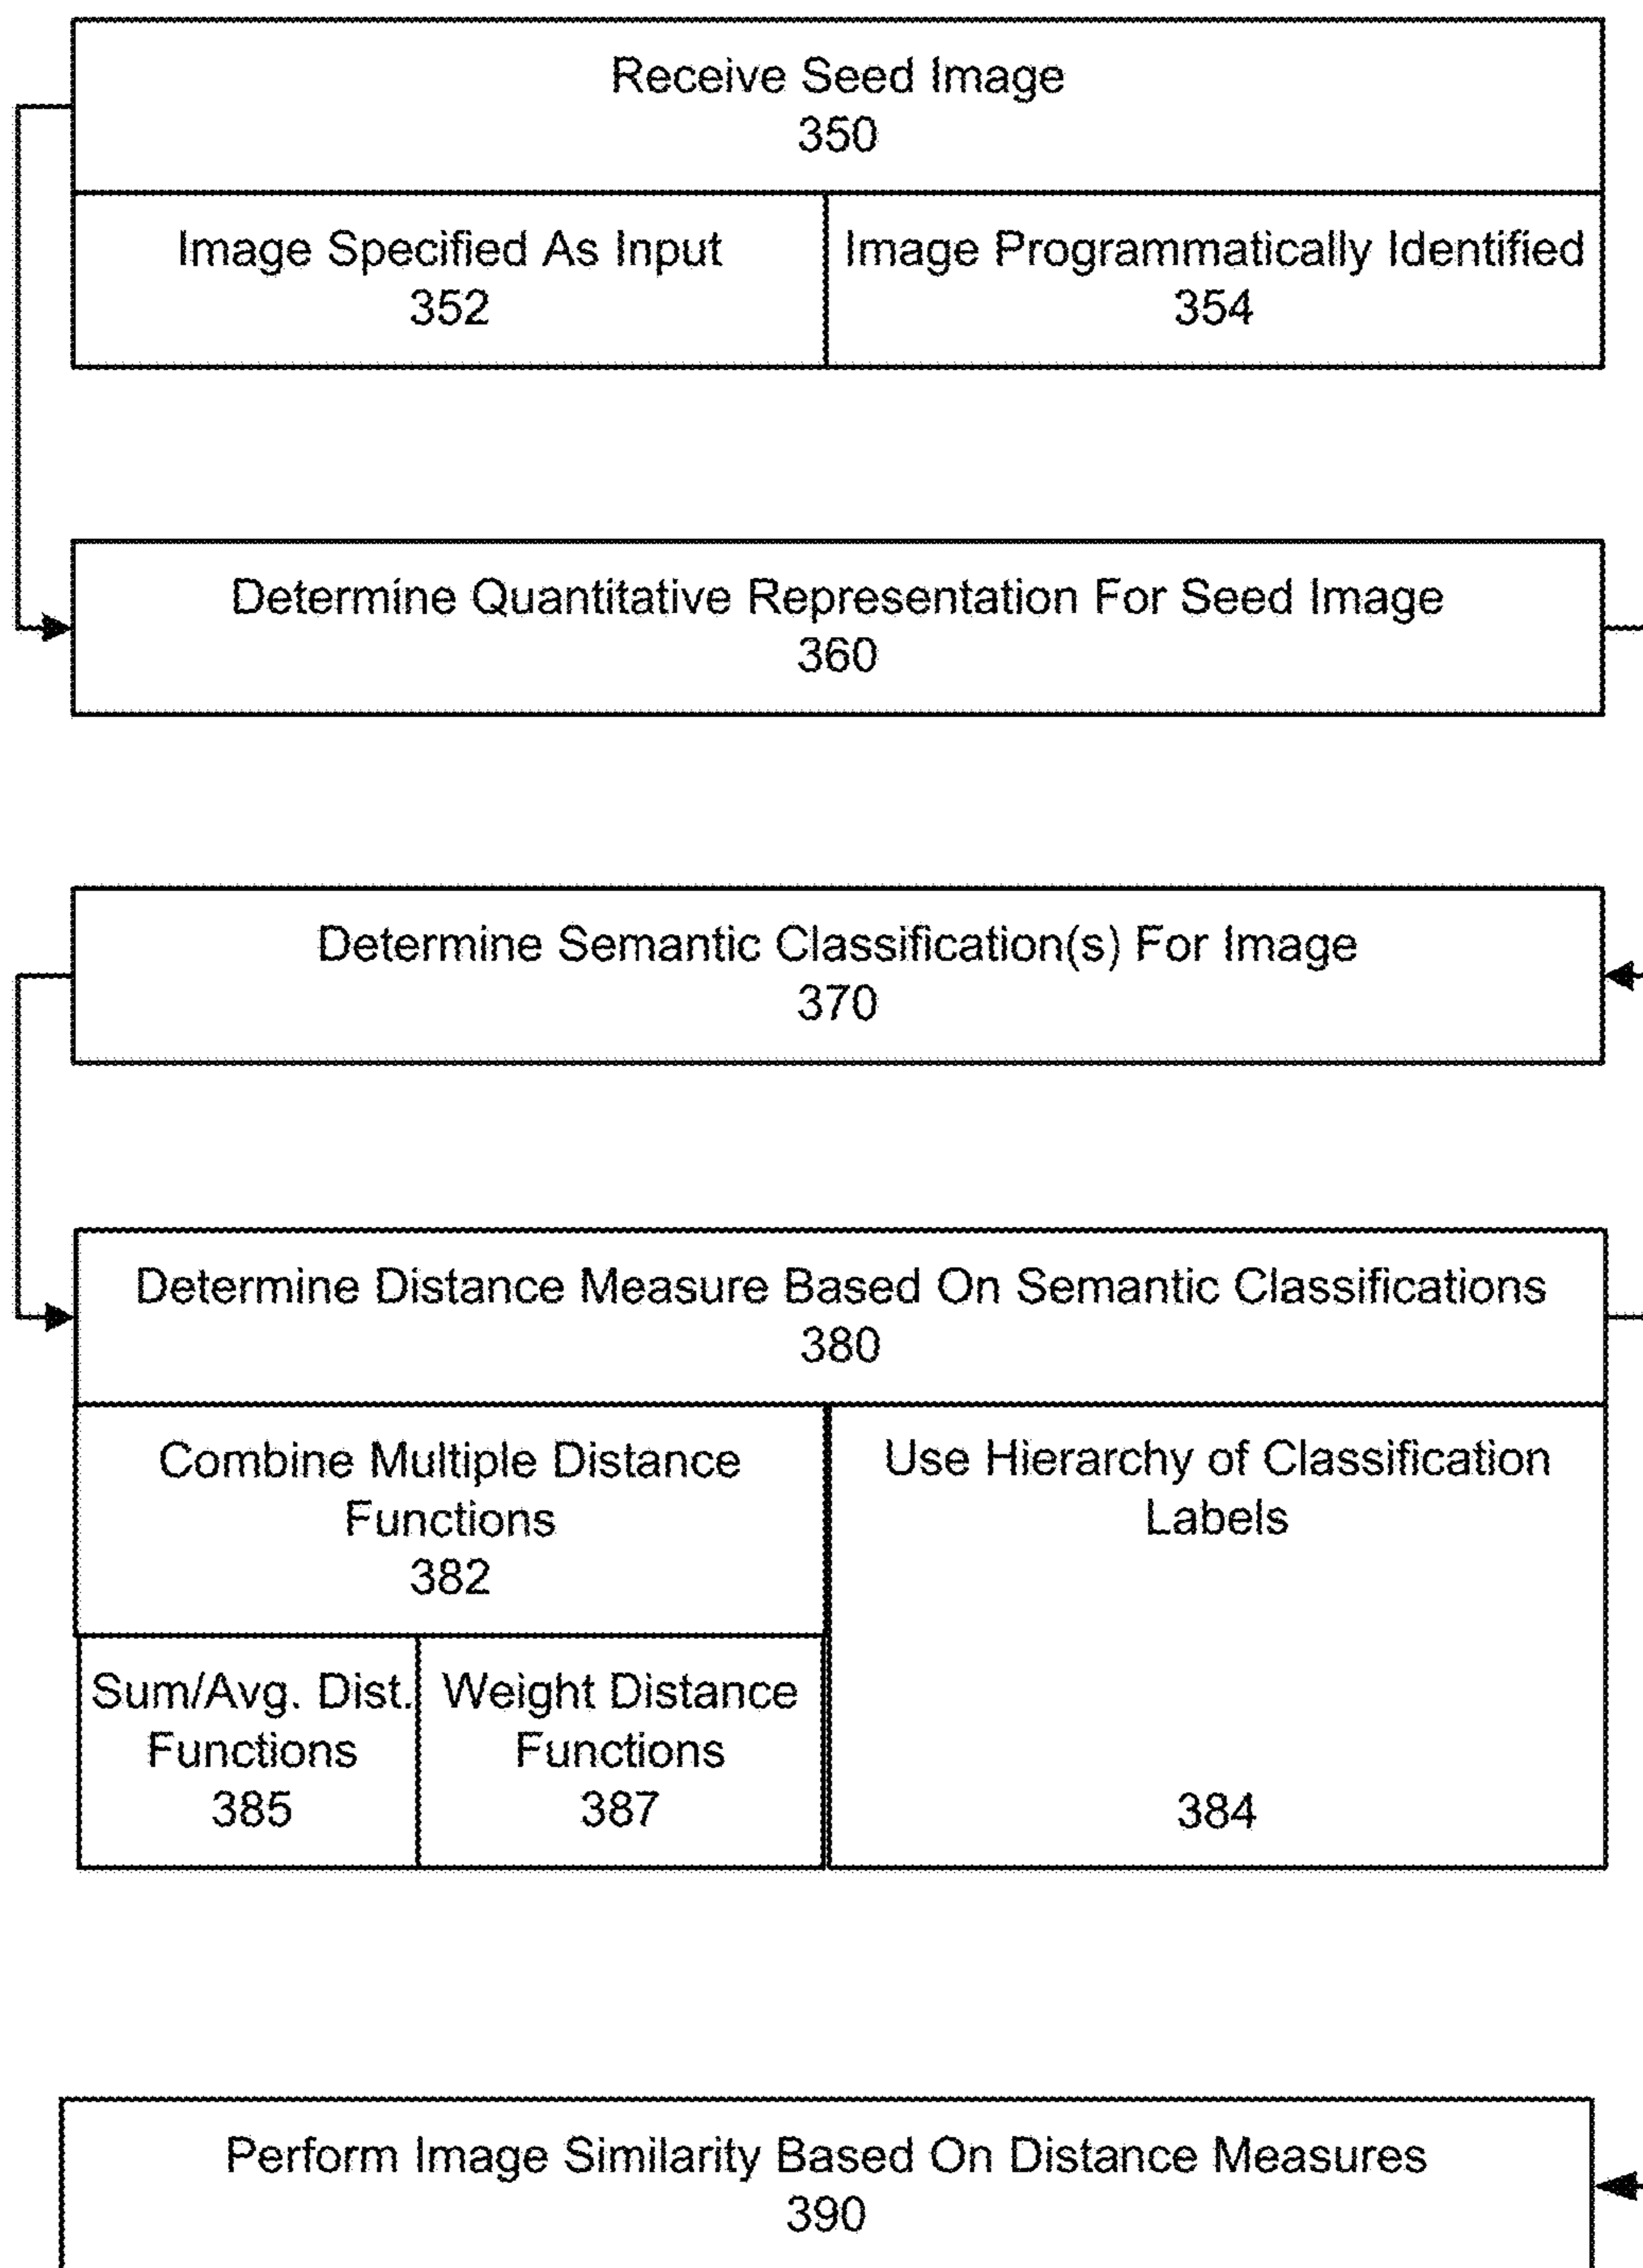 Receive Seed Image
350
Image Specified As Input
352
Image Programmatically Identified
354
Determine Quantitative Representation For Seed Image
360
Determine Semantic Classification(s) For Image
370
Determine Distance Measure Based On Semantic Classifications
380
Combine Multiple Distance
Functions
382
Use Hierarchy of Classification
Labels
384
Sum/Avg. Dist.
Functions
385
Weight Distance
Functions
387
Perform Image Similarity Based On Distance Measures
390